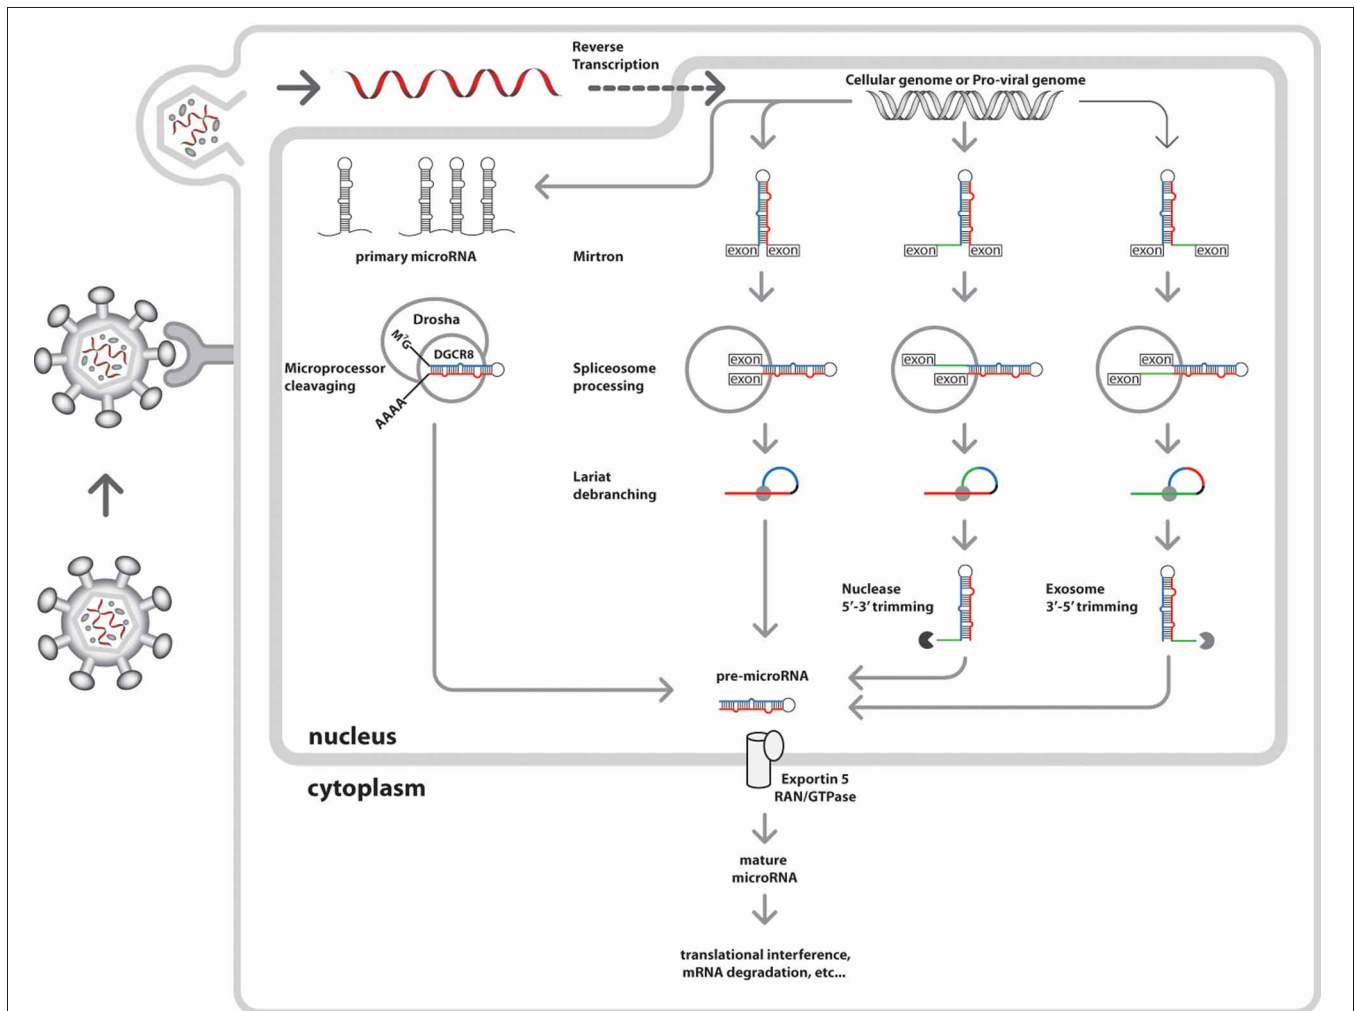 Reverse
Transcription
Cellular genome or Pro-viral genome
primary microRNA
Mirtron
exon exon
exon exon
exon exon
Drosha
M7G
DGCR8
AAAA
Microprocessor
cleavaging
Spliceosome
processing
exon
exon
exon
exon
exon
exon
Lariat
debranching
Nuclease
5’-3’ trimming
Exosome
3’-5’ trimming
pre-microRNA
nucleus
cytoplasm
Exportin 5
RAN/GTPase
mature
microRNA
translational interference,
mRNA degradation, etc...